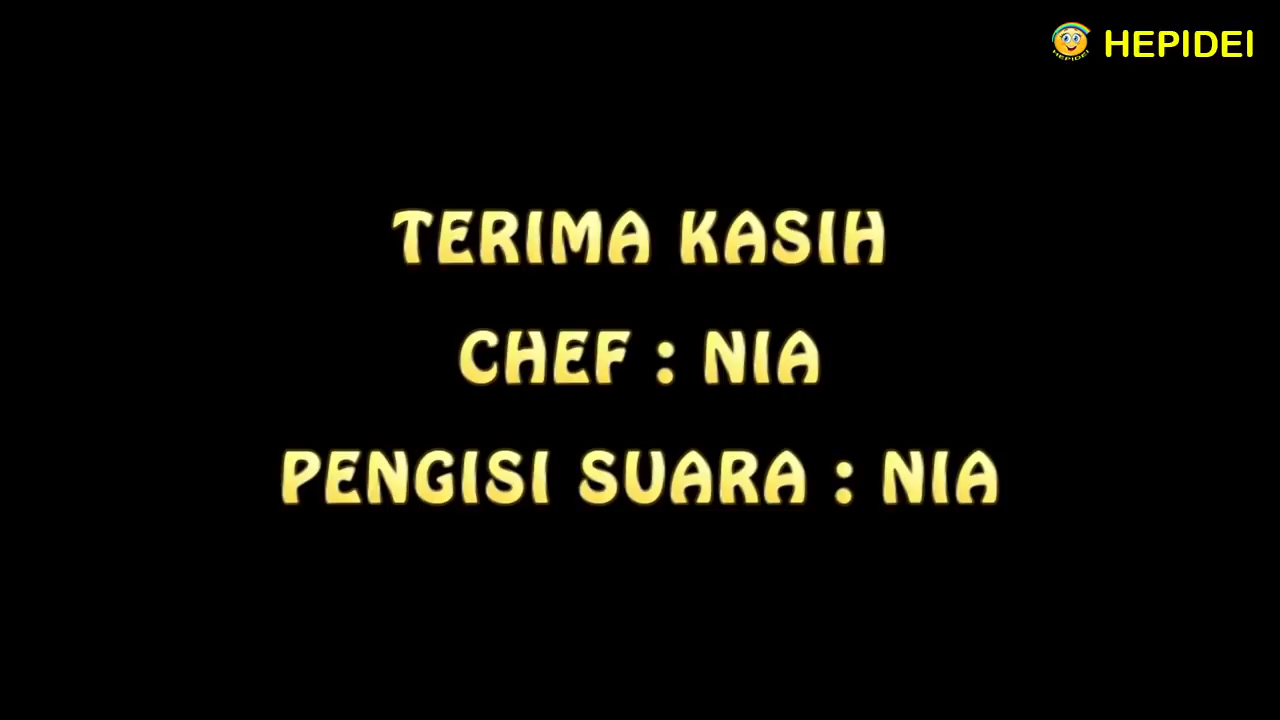 HEPIDEI
TERIMA KASIH
CHEF : NIA
PENGISI SUARA : NIA